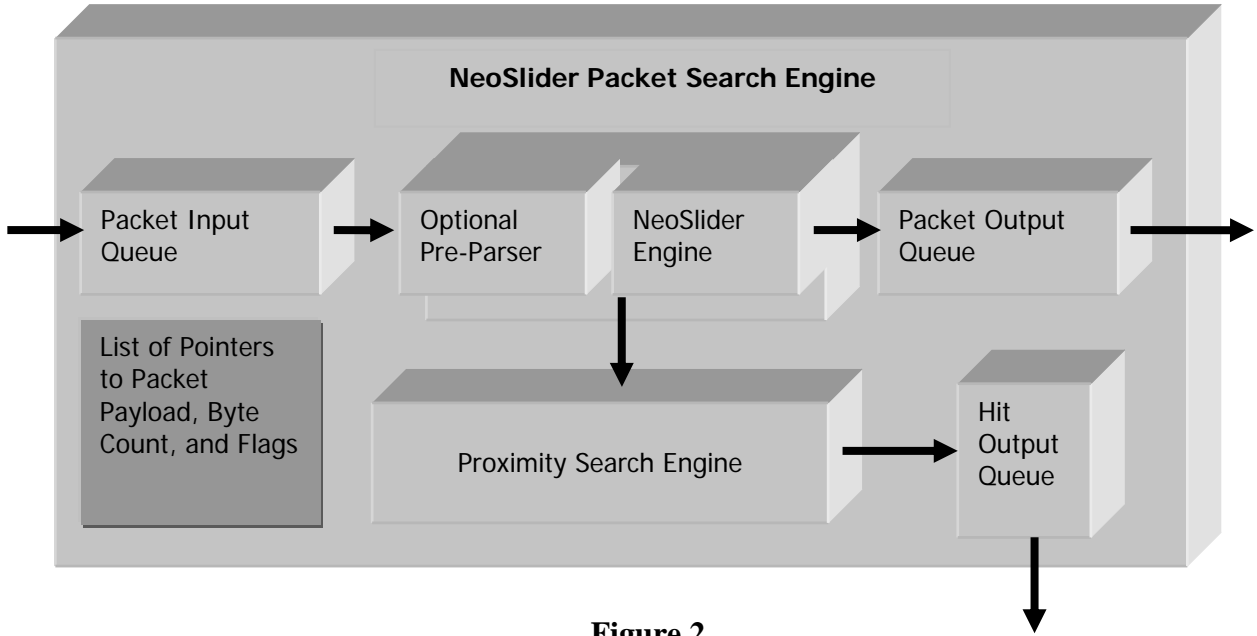 NeoSlider Packet Search Engine
Packet Input
Queue
Optional
Pre-Parser
NeoSlider
Engine
Packet Output
Queue
List of Pointers
to Packet
Payload, Byte
Count, and Flags
Proximity Search Engine
Hit
Output
Queue
Figure 2